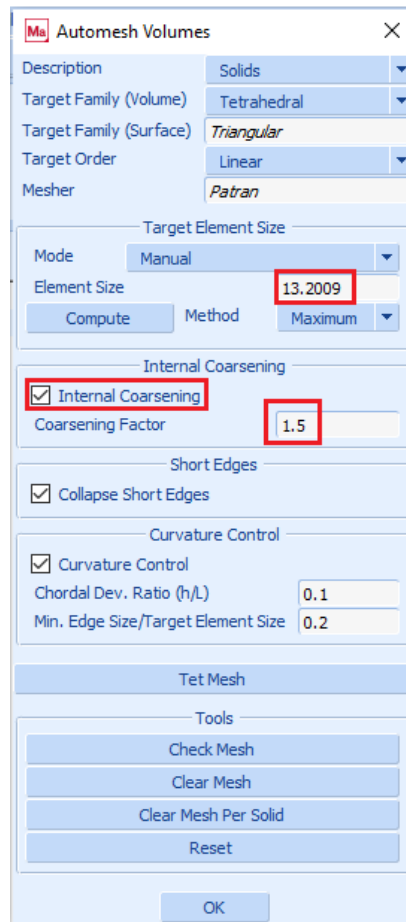 Ma Automesh Volumes
Description Solids
Target Family (Volume) Tetrahedral
Target Family (Surface) Triangular
Target Order Linear
Mesher Patran
Target Element Size
Mode Manual
Element Size 13.2009
Compute Method Maximum
Internal Coarsening
Internal Coarsening
Coarsening Factor 1.5
Short Edges
Collapse Short Edges
Curvature Control
Curvature Control
Chordal Dev. Ratio (h/L) 0.1
Min. Edge Size/Target Element Size 0.2
Tet Mesh
Tools
Check Mesh
Clear Mesh
Clear Mesh Per Solid
Reset
OK